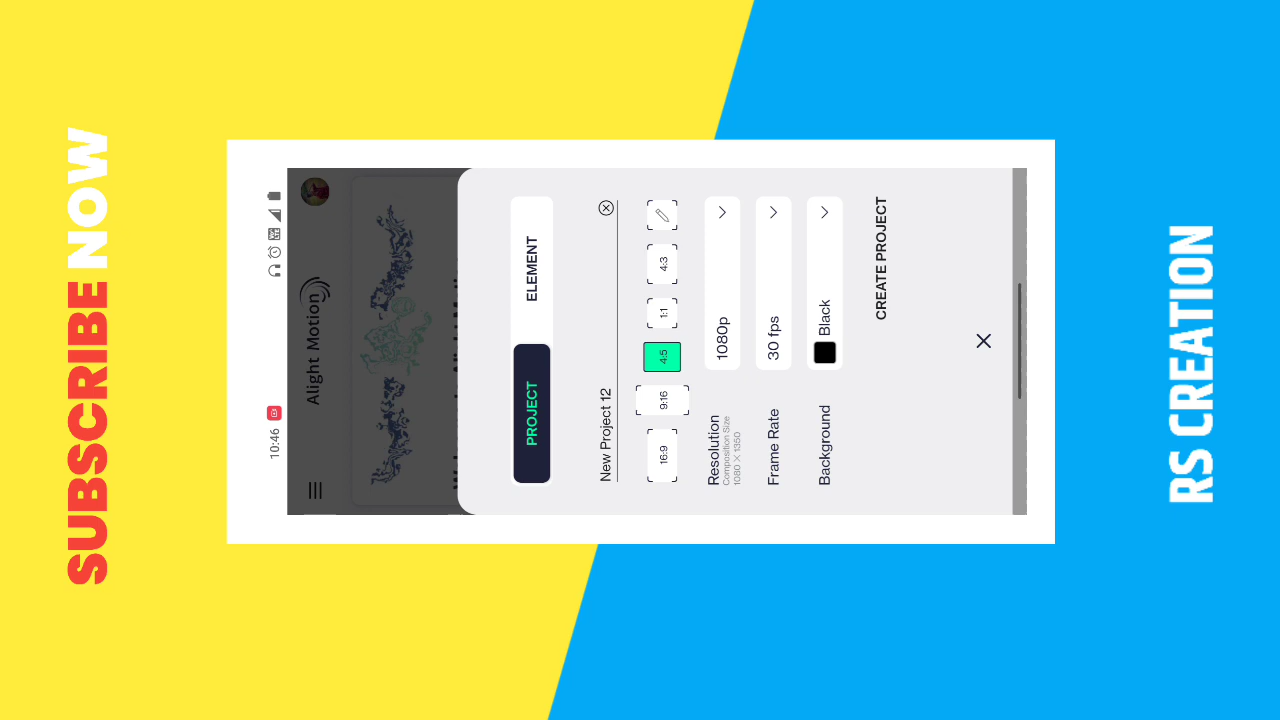 SUBSCRIBE NOW
10:46
Alight Motion
PROJECT
ELEMENT
New Project 12
16:9
9:16
4:5
1:1
4:3
Resolution
Composition Size
1080 X 1350
1080p
Frame Rate
30 fps
Background
Black
CREATE PROJECT
RS CREATION